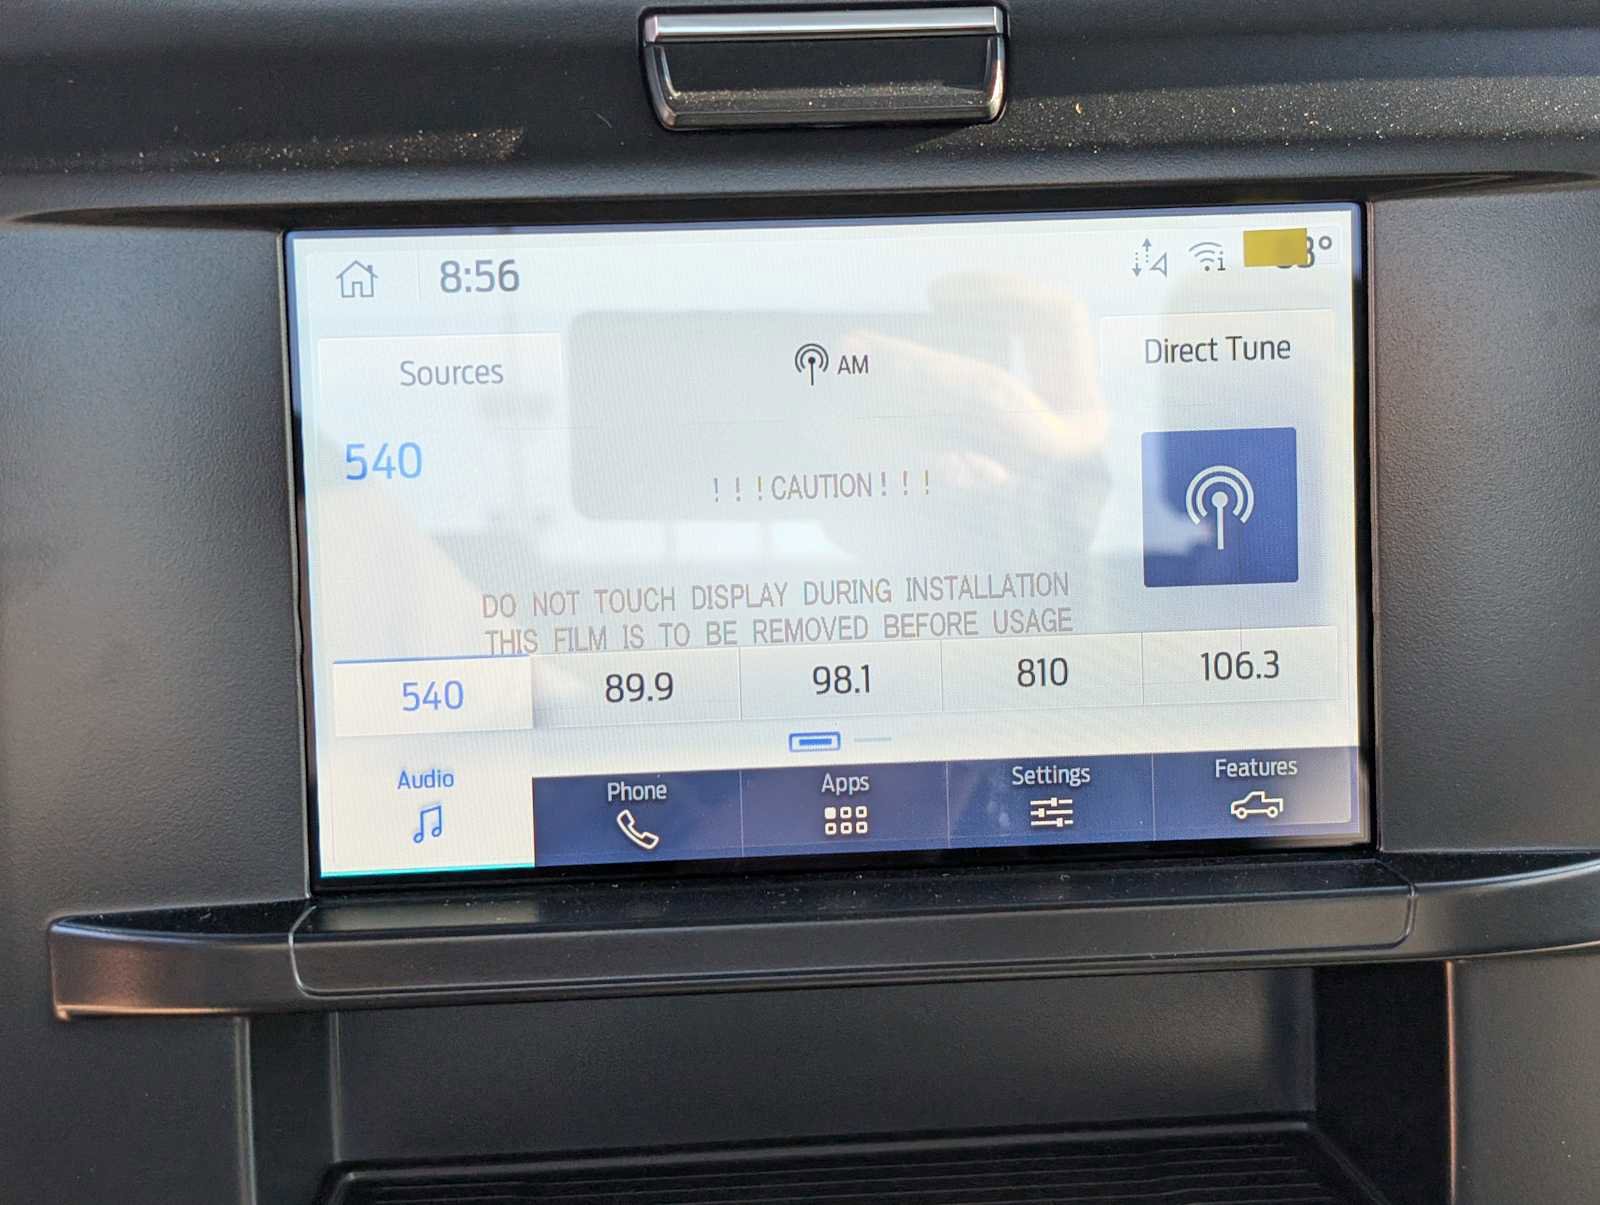 8:56
Sources
AM
Direct Tune
540
! ! ! CAUTION ! ! !
DO NOT TOUCH DISPLAY DURING INSTALLATION
THIS FILM IS TO BE REMOVED BEFORE USAGE
540
89.9
98.1
810
106.3
Audio
Phone
Apps
Settings
Features